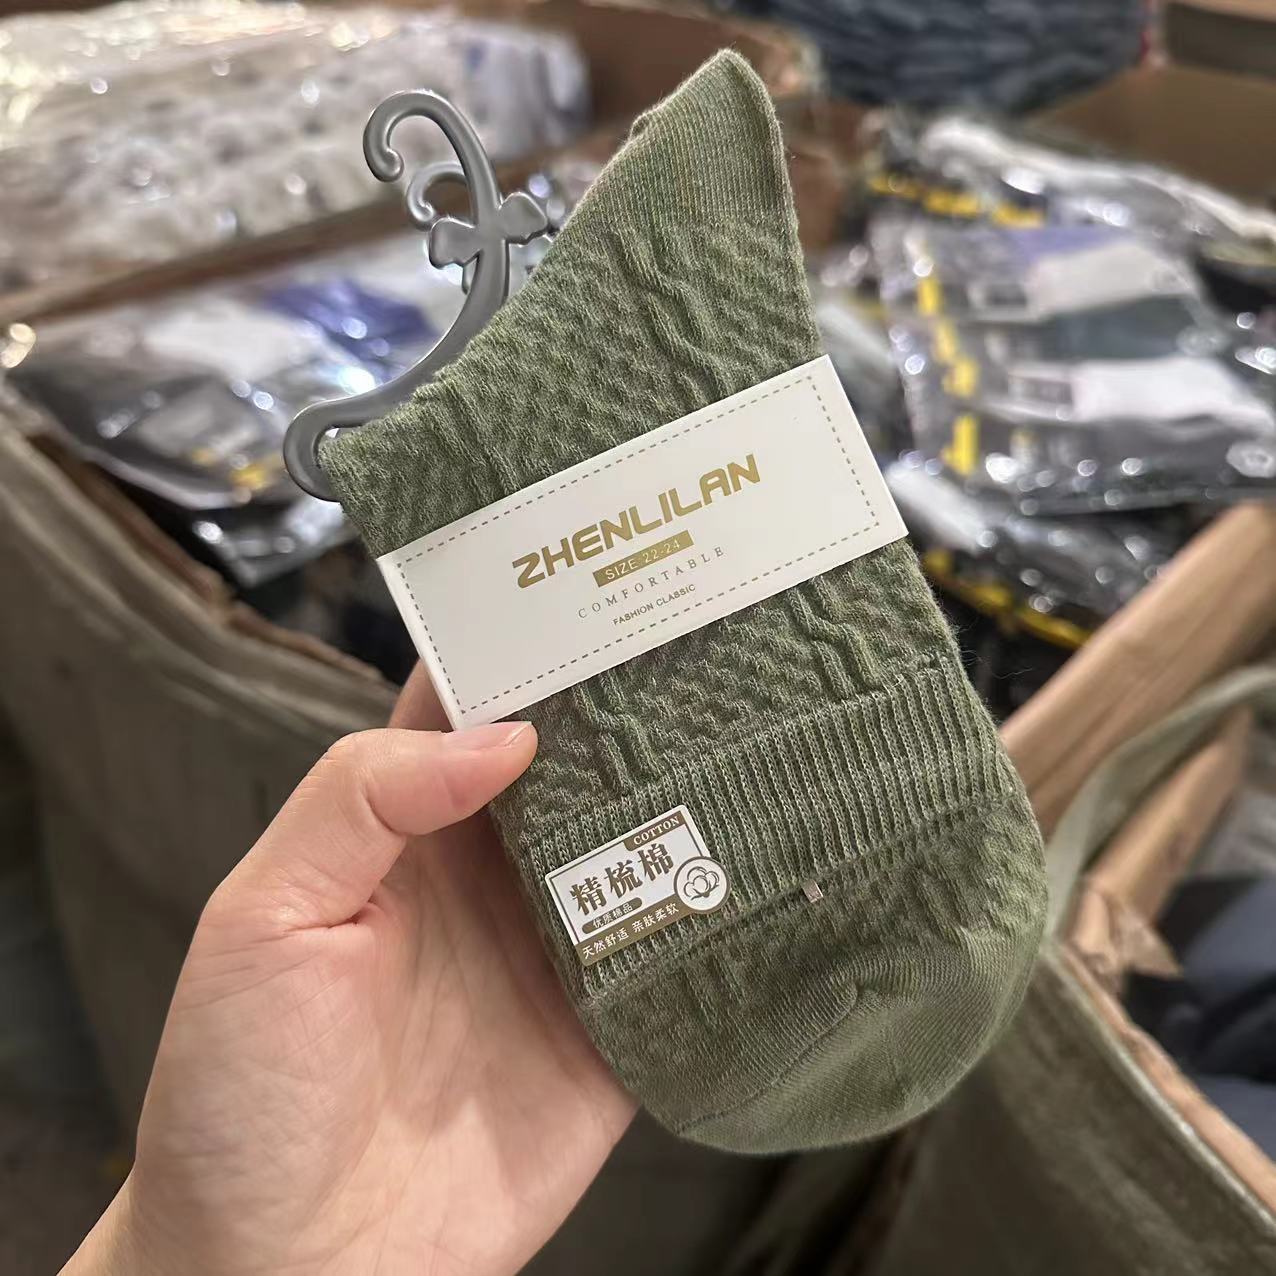 ZHENLILAN
SIZE 22-24
COMFORTABLE
FASHION CLASSIC
COTTON
精梳棉
优质棉品
天然舒适 亲肤柔软